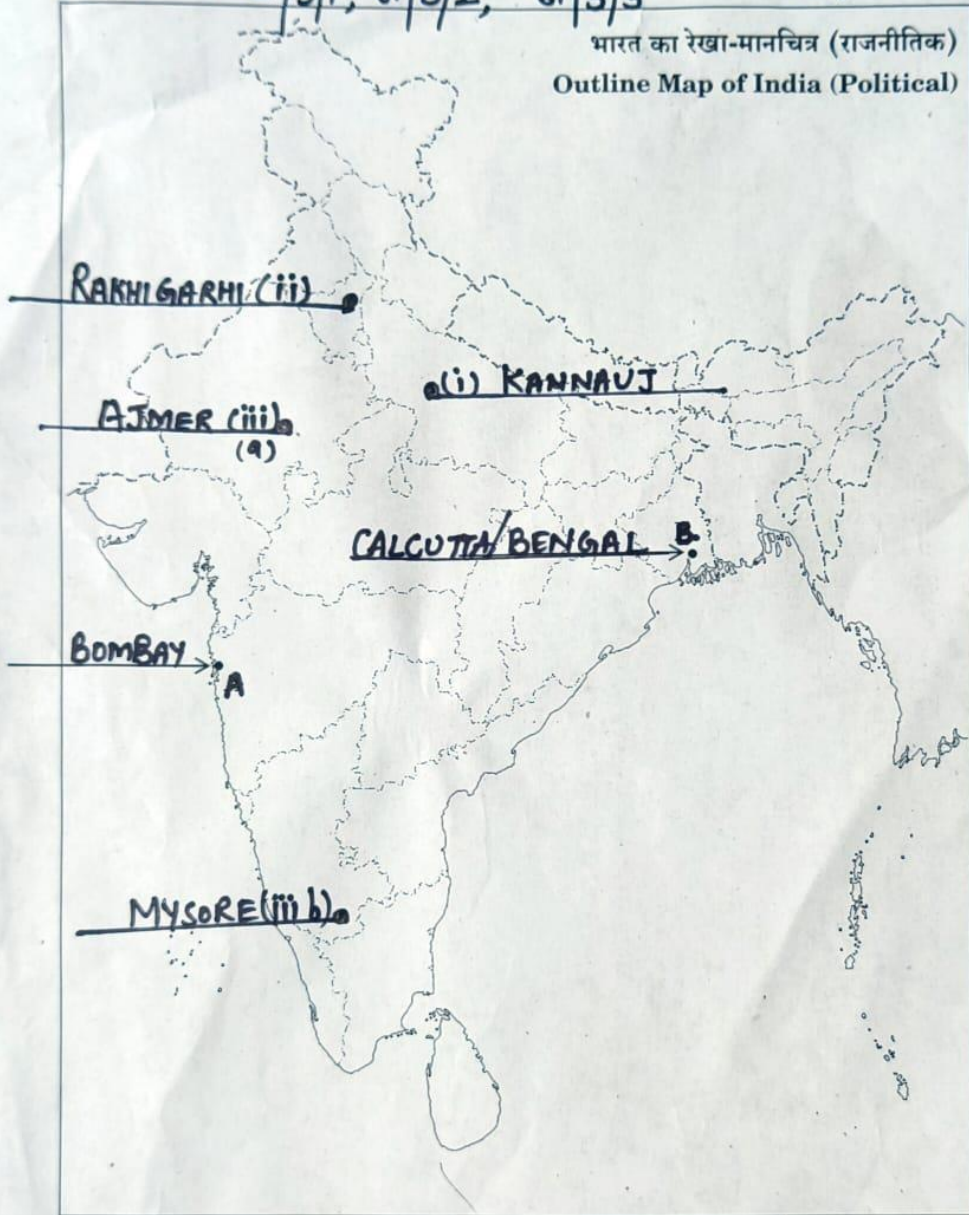 भारत का रेखा-मानचित्र (राजनीतिक)
Outline Map of India (Political)
RAKHIGARHI (ii)
(i) KANNAUJ
AJMER (iii)
(a)
CALCUTTA/BENGAL B
BOMBAY
A
MYSORE (iii b)